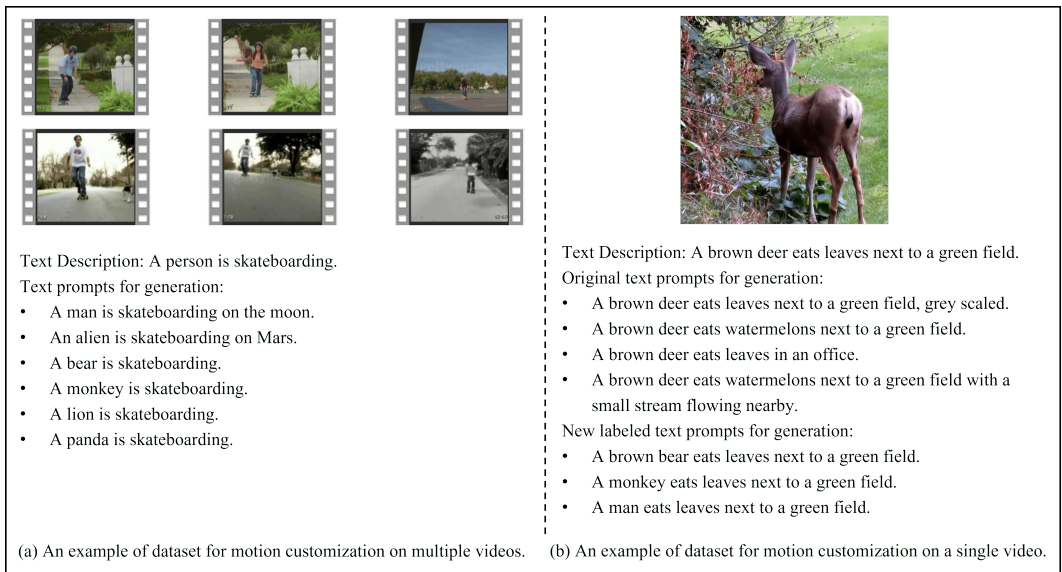 Text Description: A person is skateboarding.
Text prompts for generation:
• A man is skateboarding on the moon.
• An alien is skateboarding on Mars.
• A bear is skateboarding.
• A monkey is skateboarding.
• A lion is skateboarding.
• A panda is skateboarding.
(a) An example of dataset for motion customization on multiple videos.
Text Description: A brown deer eats leaves next to a green field.
Original text prompts for generation:
• A brown deer eats leaves next to a green field, grey scaled.
• A brown deer eats watermelons next to a green field.
• A brown deer eats leaves in an office.
• A brown deer eats watermelons next to a green field with a
small stream flowing nearby.
New labeled text prompts for generation:
• A brown bear eats leaves next to a green field.
• A monkey eats leaves next to a green field.
• A man eats leaves next to a green field.
(b) An example of dataset for motion customization on a single video.